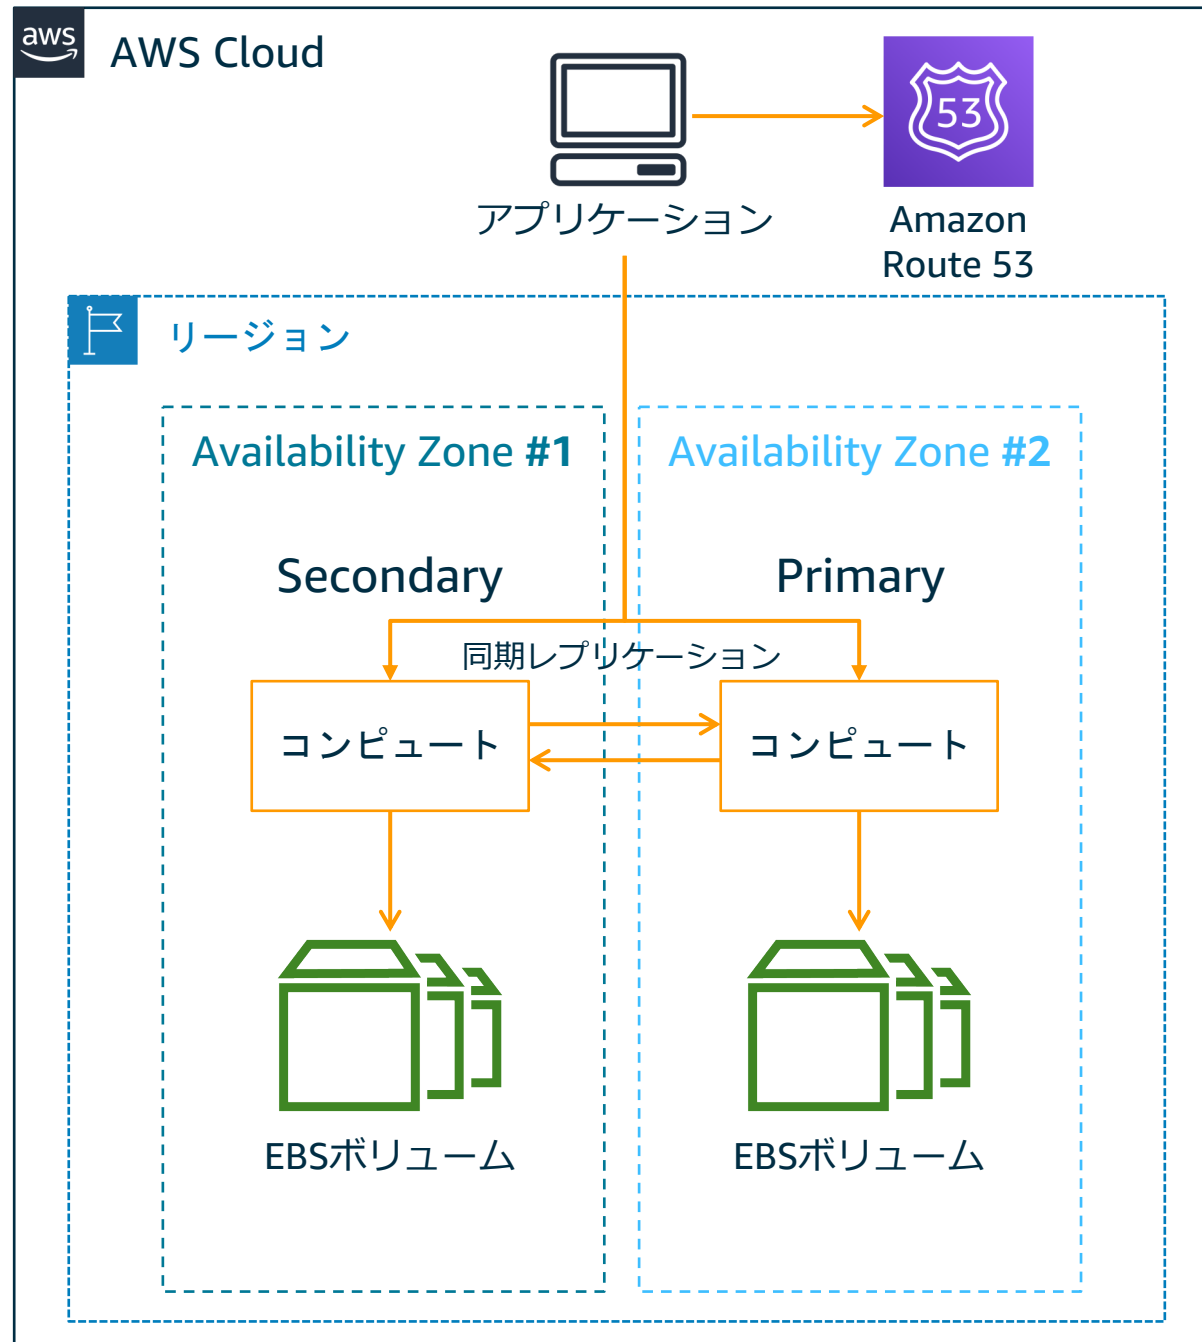 aws
AWS Cloud
53
アプリケーション
Amazon
Route 53
リージョン
Availability Zone #1
Availability Zone #2
Secondary
Primary
同期レプリケーション
コンピュート
コンピュート
EBSボリューム
EBSボリューム